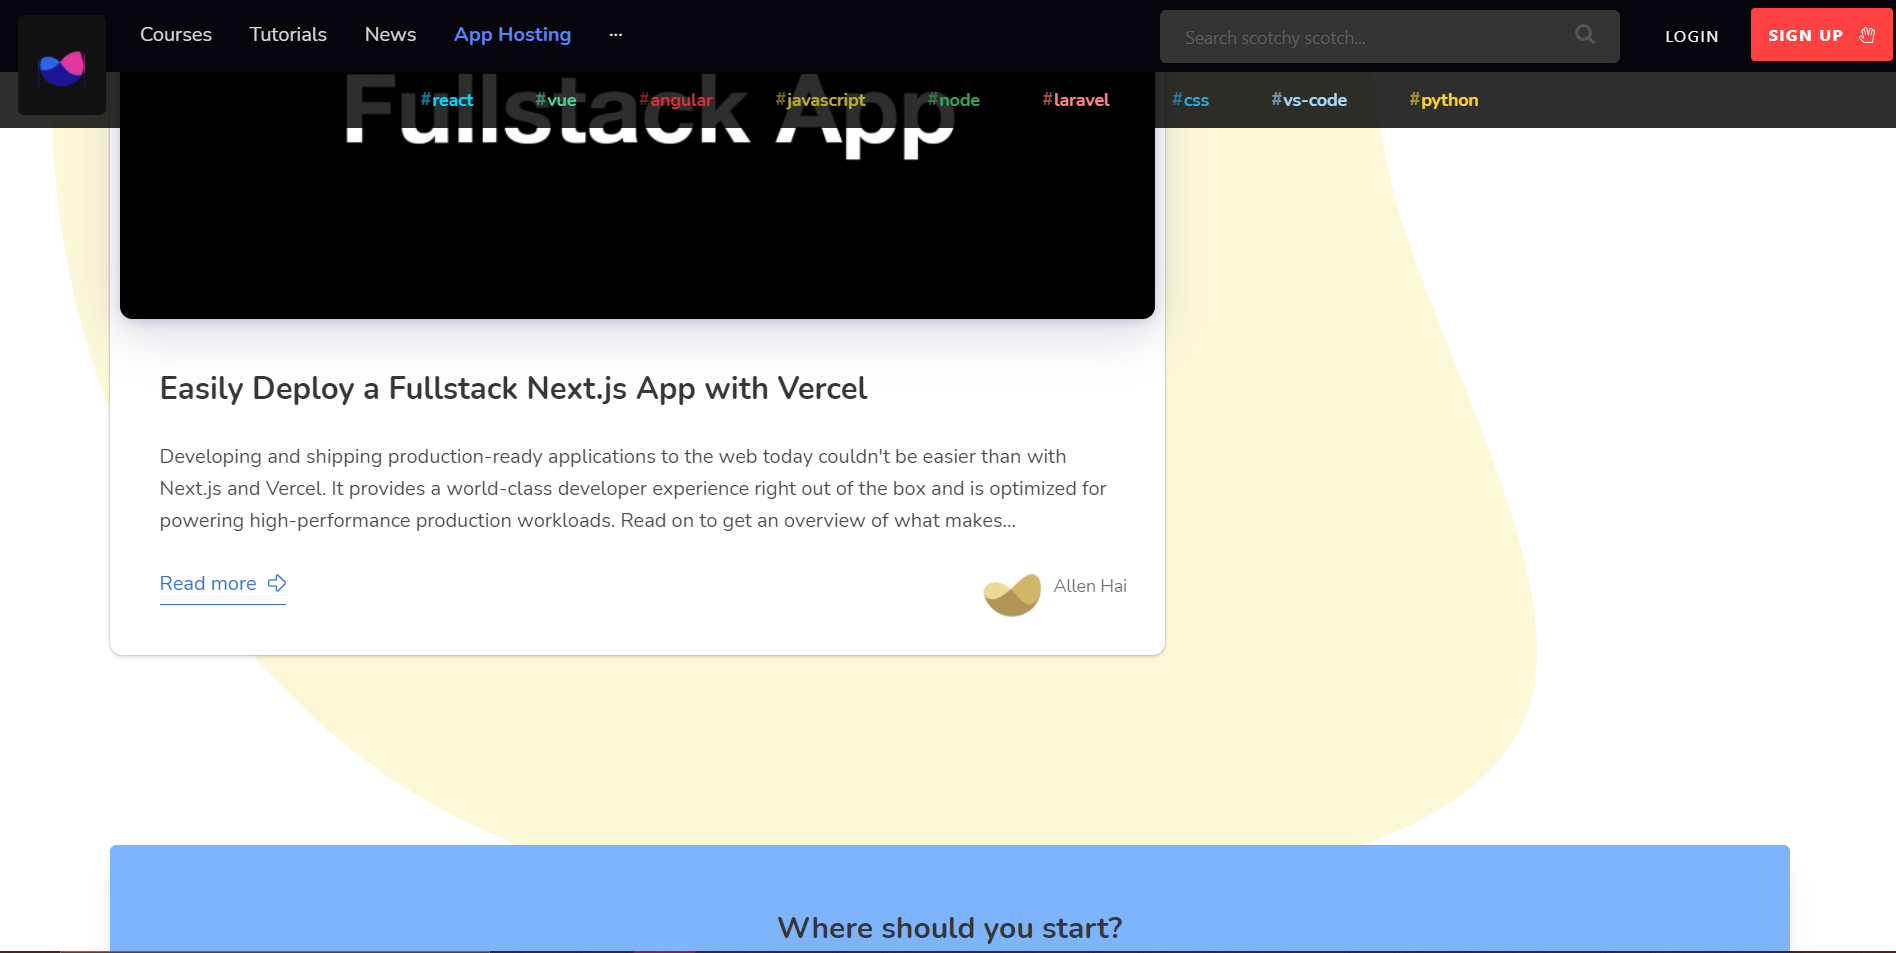 Courses Tutorials News App Hosting ...
Search scotchy scotch...
LOGIN
SIGN UP
#react #vue #angular #javascript #node #laravel #css #vs-code #python
Fullstack App
Easily Deploy a Fullstack Next.js App with Vercel
Developing and shipping production-ready applications to the web today couldn't be easier than with
Next.js and Vercel. It provides a world-class developer experience right out of the box and is optimized for
powering high-performance production workloads. Read on to get an overview of what makes...
Read more
Allen Hai
Where should you start?